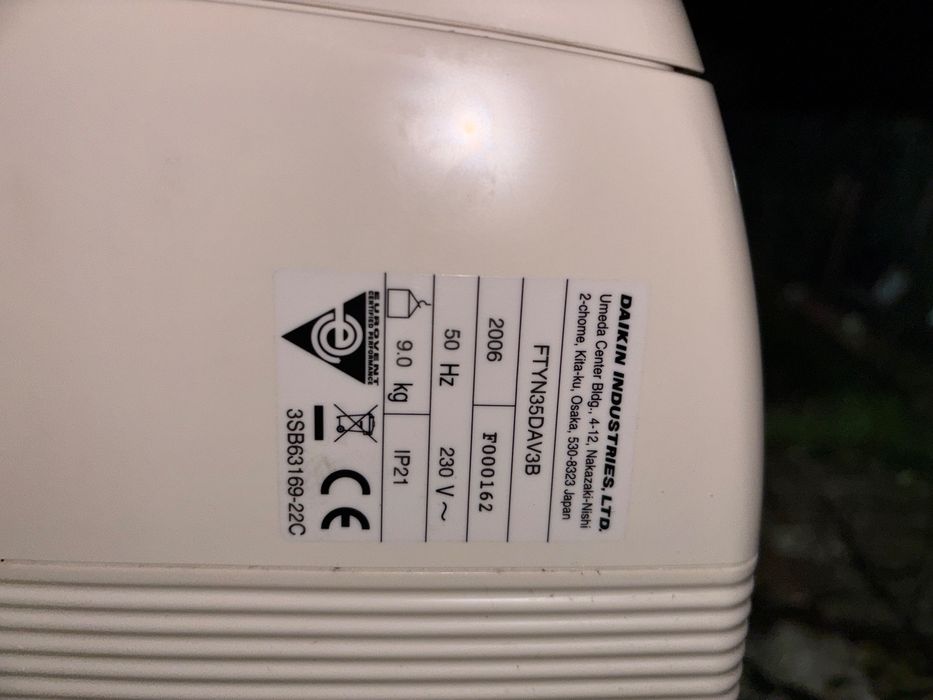 DAIKIN INDUSTRIES, LTD.
Umeda Center Bldg., 4-12, Nakazaki-Nishi
2-chome, Kita-ku, Osaka, 530-8323 Japan
FTYN35DAV3B
2006 F000162
50 Hz 230 V ~
9.0 kg IP21
EUROVENT
CERTIFIED PERFORMANCE
e
CE
3SB63169-22C